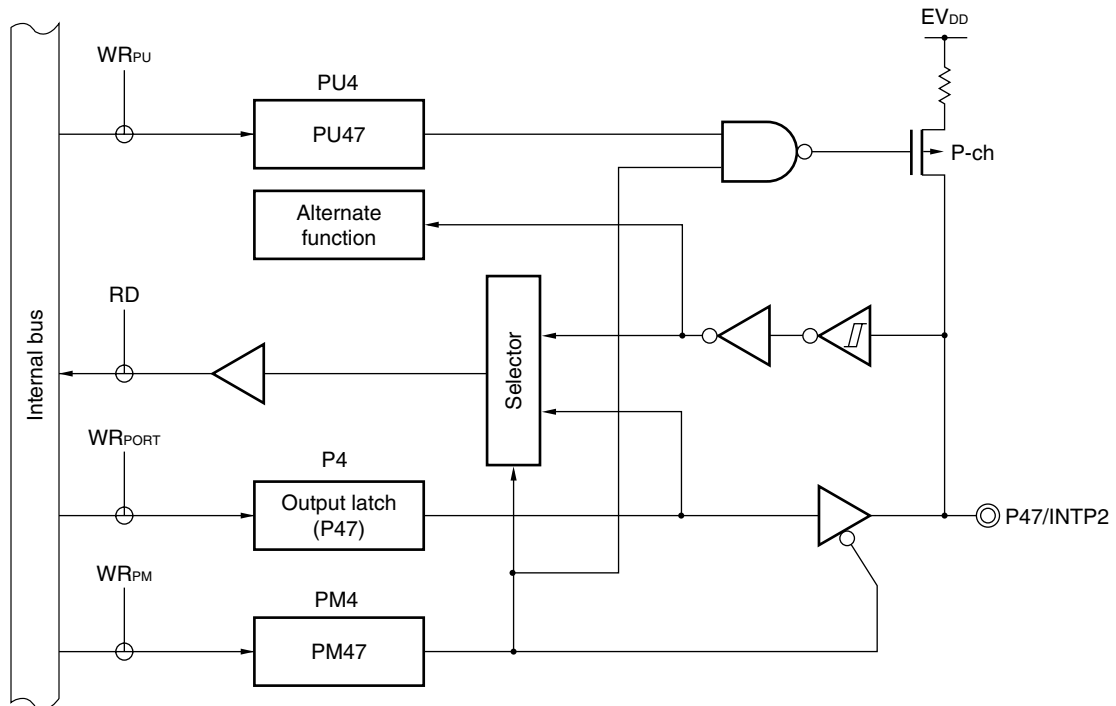 EVDD
WRPU
PU4
PU47
P-ch
Alternate
function
RD
Internal bus
Selector
WRPORT
P4
Output latch
(P47)
P47/INTP2
WRPM
PM4
PM47